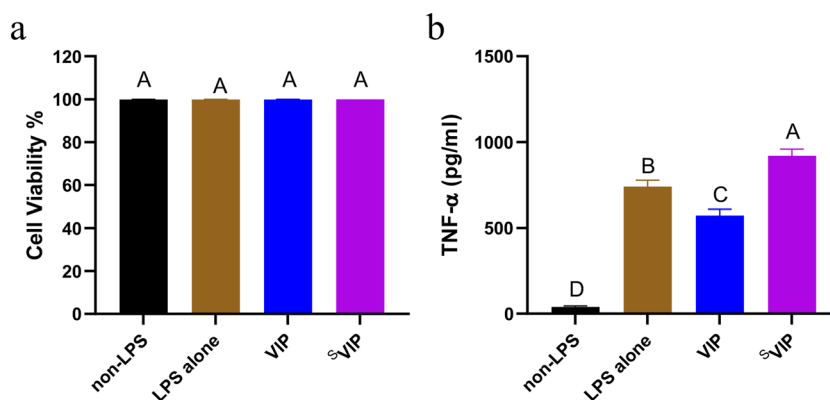 a
Cell Viability %
120
100
80
60
40
20
0
A A A A
non-LPS LPS alone VIP ˢVIP
b
TNF-α (pg/ml)
1500
1000
500
0
D B C A
non-LPS LPS alone VIP ˢVIP